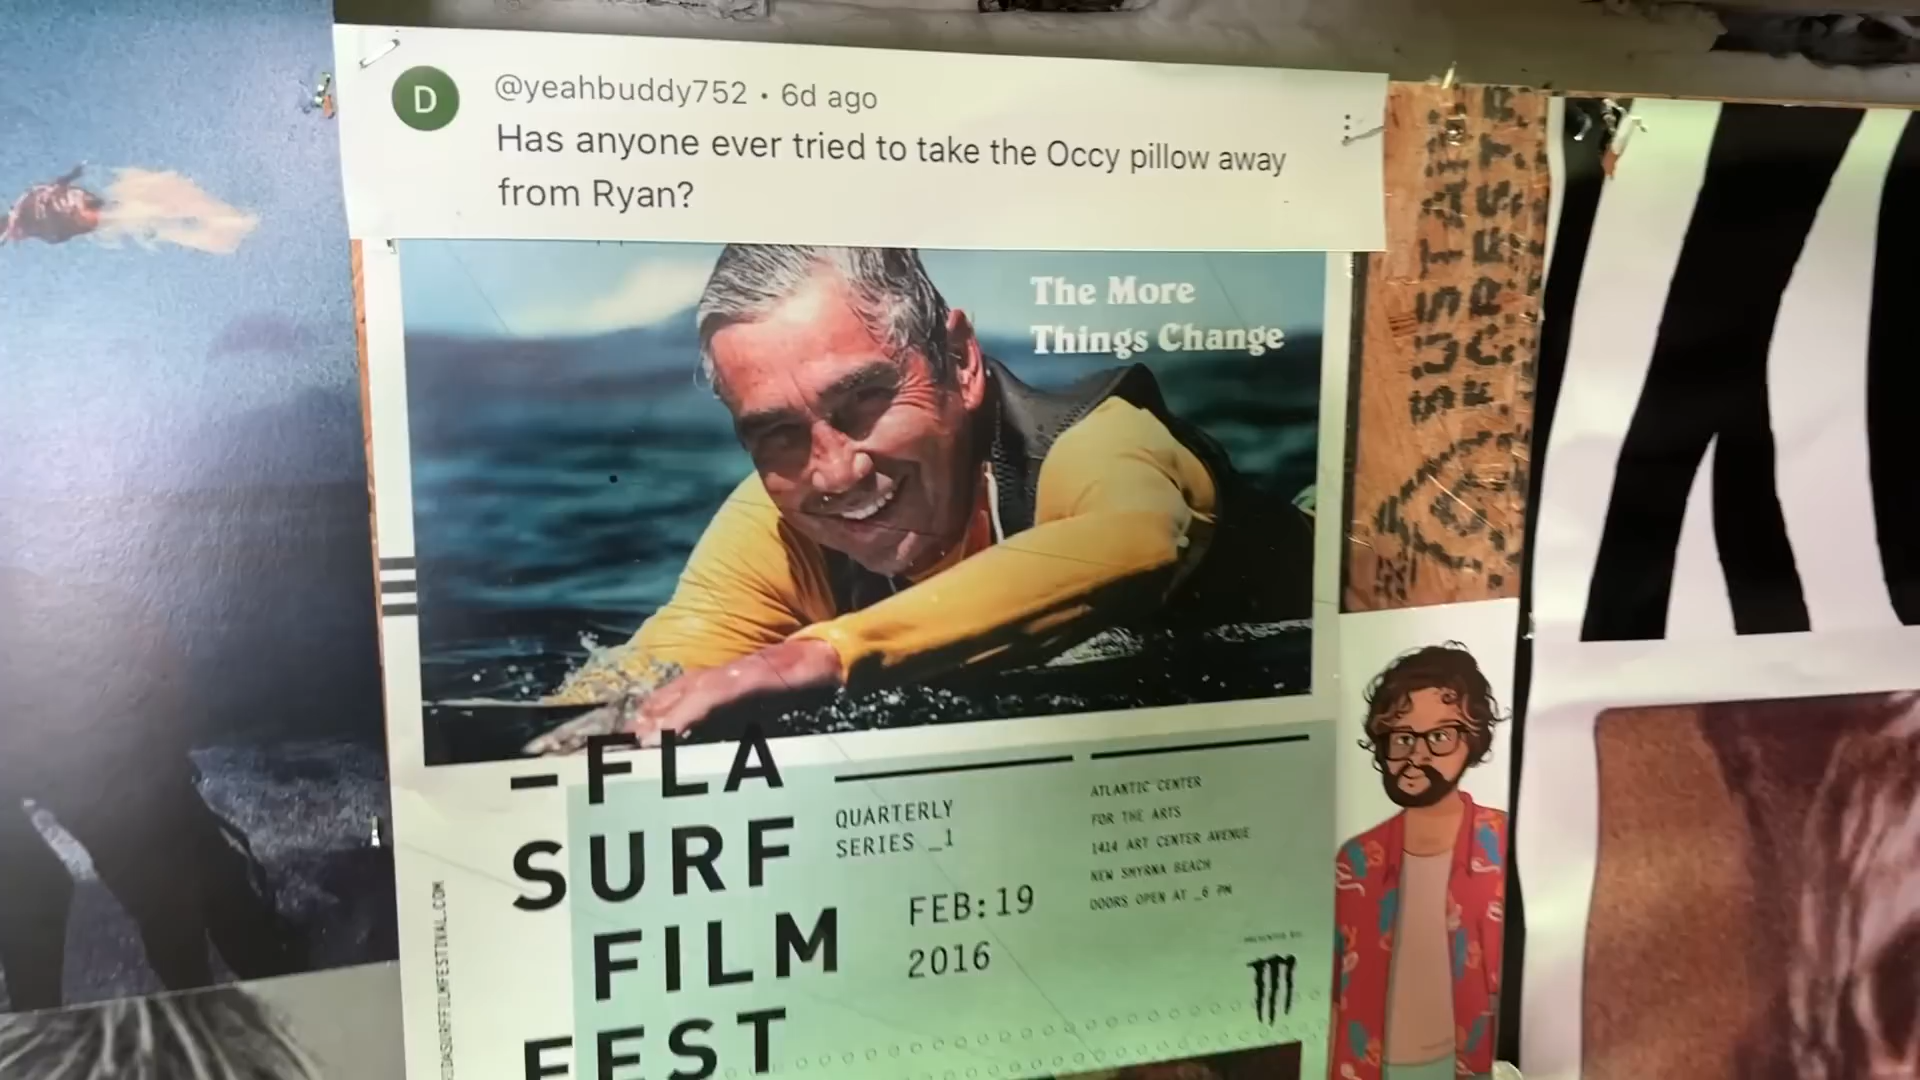 D
@yeahbuddy752 · 6d ago
Has anyone ever tried to take the Occy pillow away
from Ryan?
The More
Things Change
–FLA
SURF
FILM
FEST
QUARTERLY
SERIES _1
FEB:19
2016
ATLANTIC CENTER
FOR THE ARTS
1414 ART CENTER AVENUE
NEW SMYRNA BEACH
DOORS OPEN AT _6 PM
PRESENTED BY: